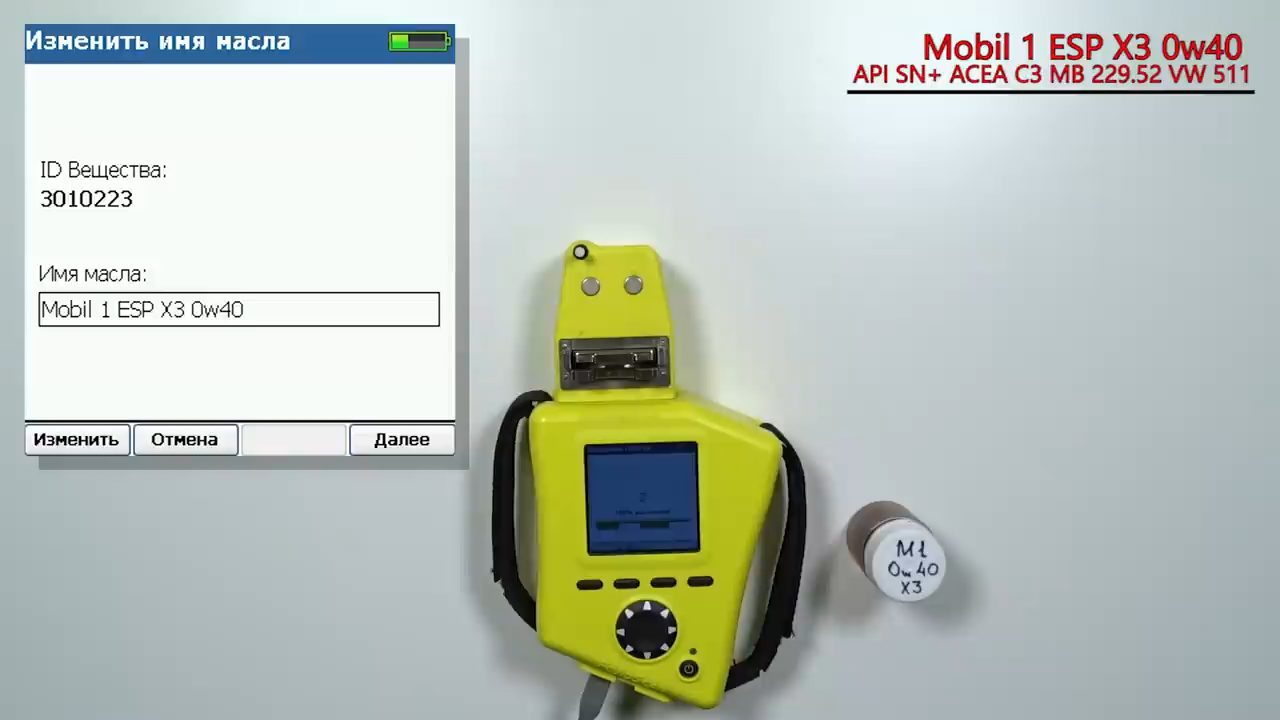 Изменить имя масла
ID Вещества:
3010223
Имя масла:
Mobil 1 ESP X3 0w40
Изменить
Отмена
Далее
Mobil 1 ESP X3 0w40
API SN+ ACEA C3 MB 229.52 VW 511
M1
0w40
X3